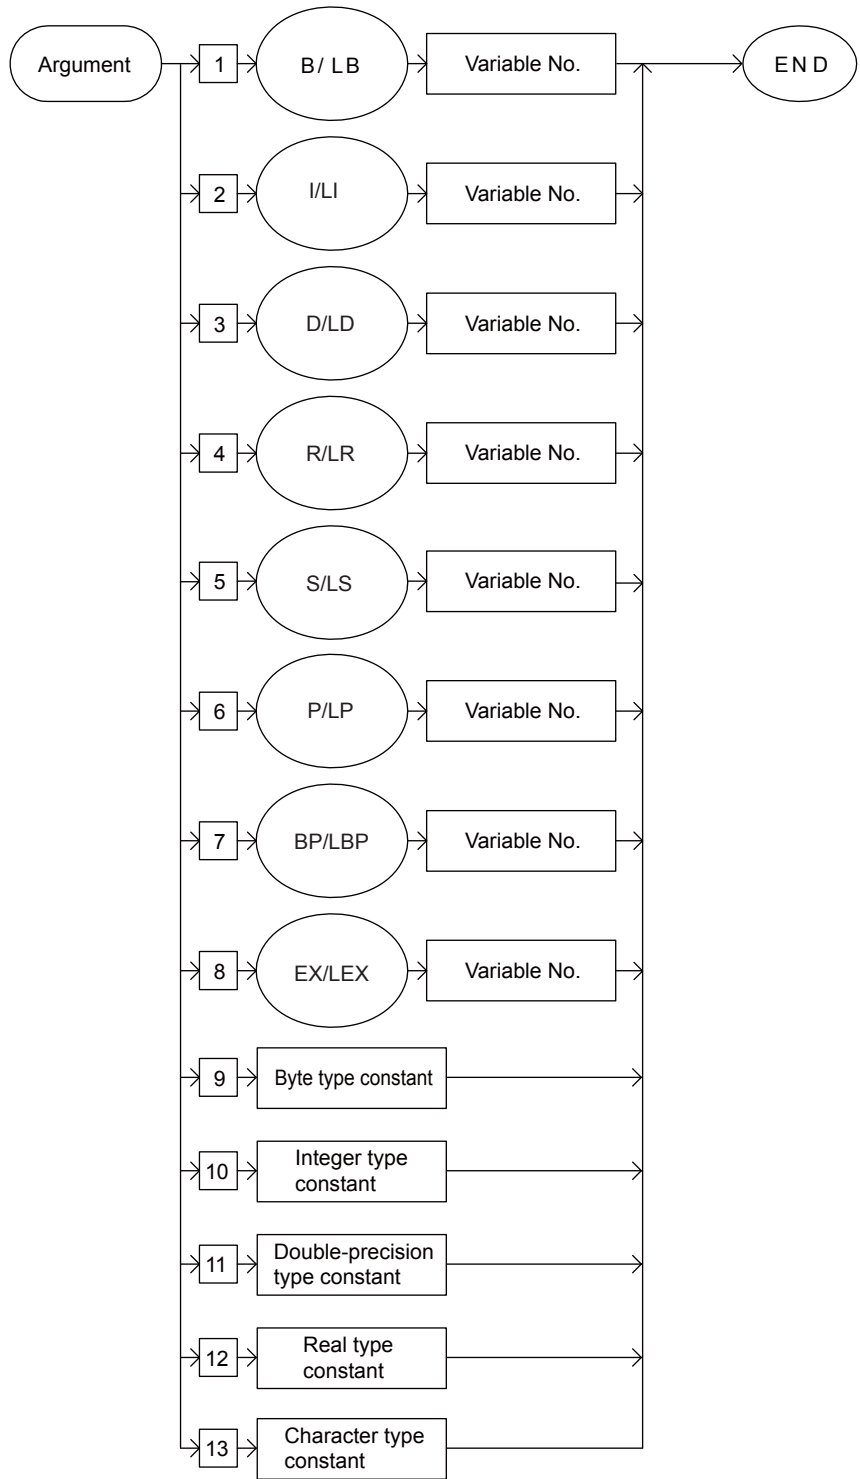 Argument 1 B/ LB Variable No. END
2 I/LI Variable No.
3 D/LD Variable No.
4 R/LR Variable No.
5 S/LS Variable No.
6 P/LP Variable No.
7 BP/LBP Variable No.
8 EX/LEX Variable No.
9 Byte type constant
10 Integer type
constant
11 Double-precision
type constant
12 Real type
constant
13 Character type
constant